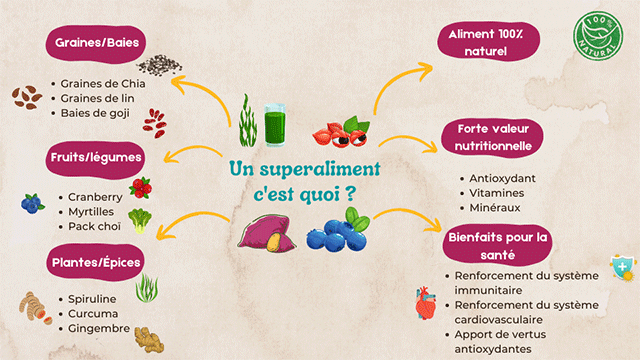 Graines/Baies
Graines de Chia
Graines de lin
Baies de goji
Fruits/légumes
Cranberry
Myrtilles
Pack choï
Plantes/Épices
Spiruline
Curcuma
Gingembre
Un superaliment
c'est quoi ?
Aliment 100%
naturel
100%
NATURAL
Forte valeur
nutritionnelle
Antioxydant
Vitamines
Minéraux
Bienfaits pour la
santé
Renforcement du système
immunitaire
Renforcement du système
cardiovasculaire
Apport de vertus
antioxydantes